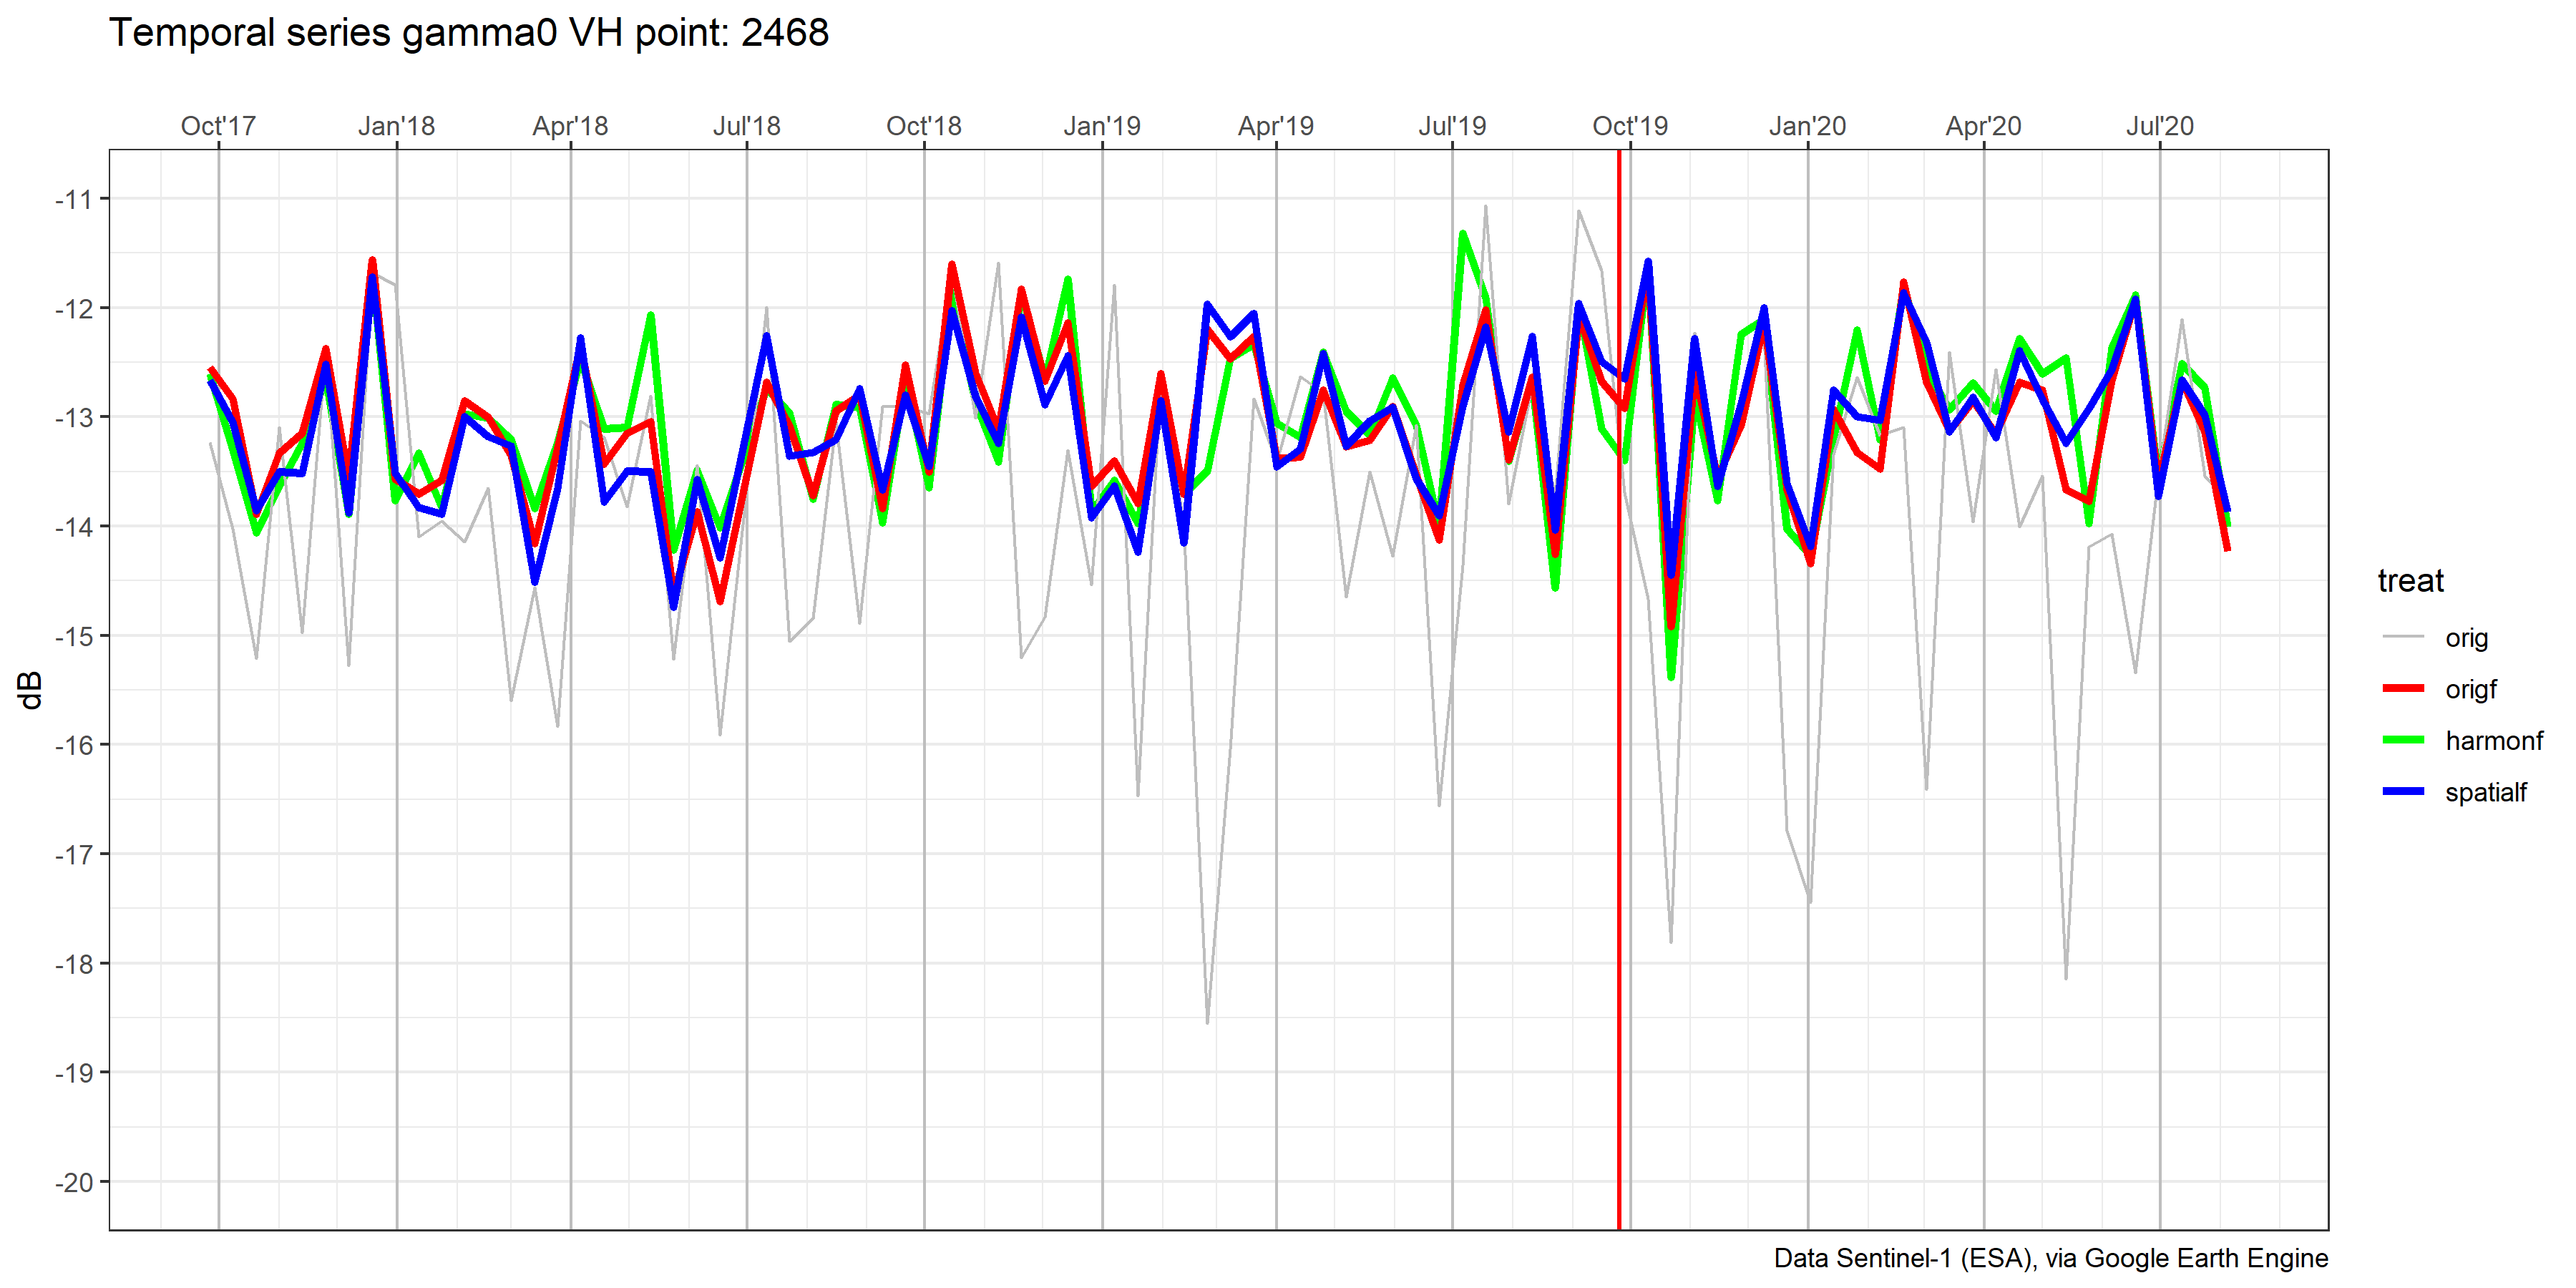 Temporal series gamma0 VH point: 2468
Oct'17 Jan'18 Apr'18 Jul'18 Oct'18 Jan'19 Apr'19 Jul'19 Oct'19 Jan'20 Apr'20 Jul'20
-11
-12
-13
-14
-15
-16
-17
-18
-19
-20
dB
treat
orig
origf
harmonf
spatialf
Data Sentinel-1 (ESA), via Google Earth Engine